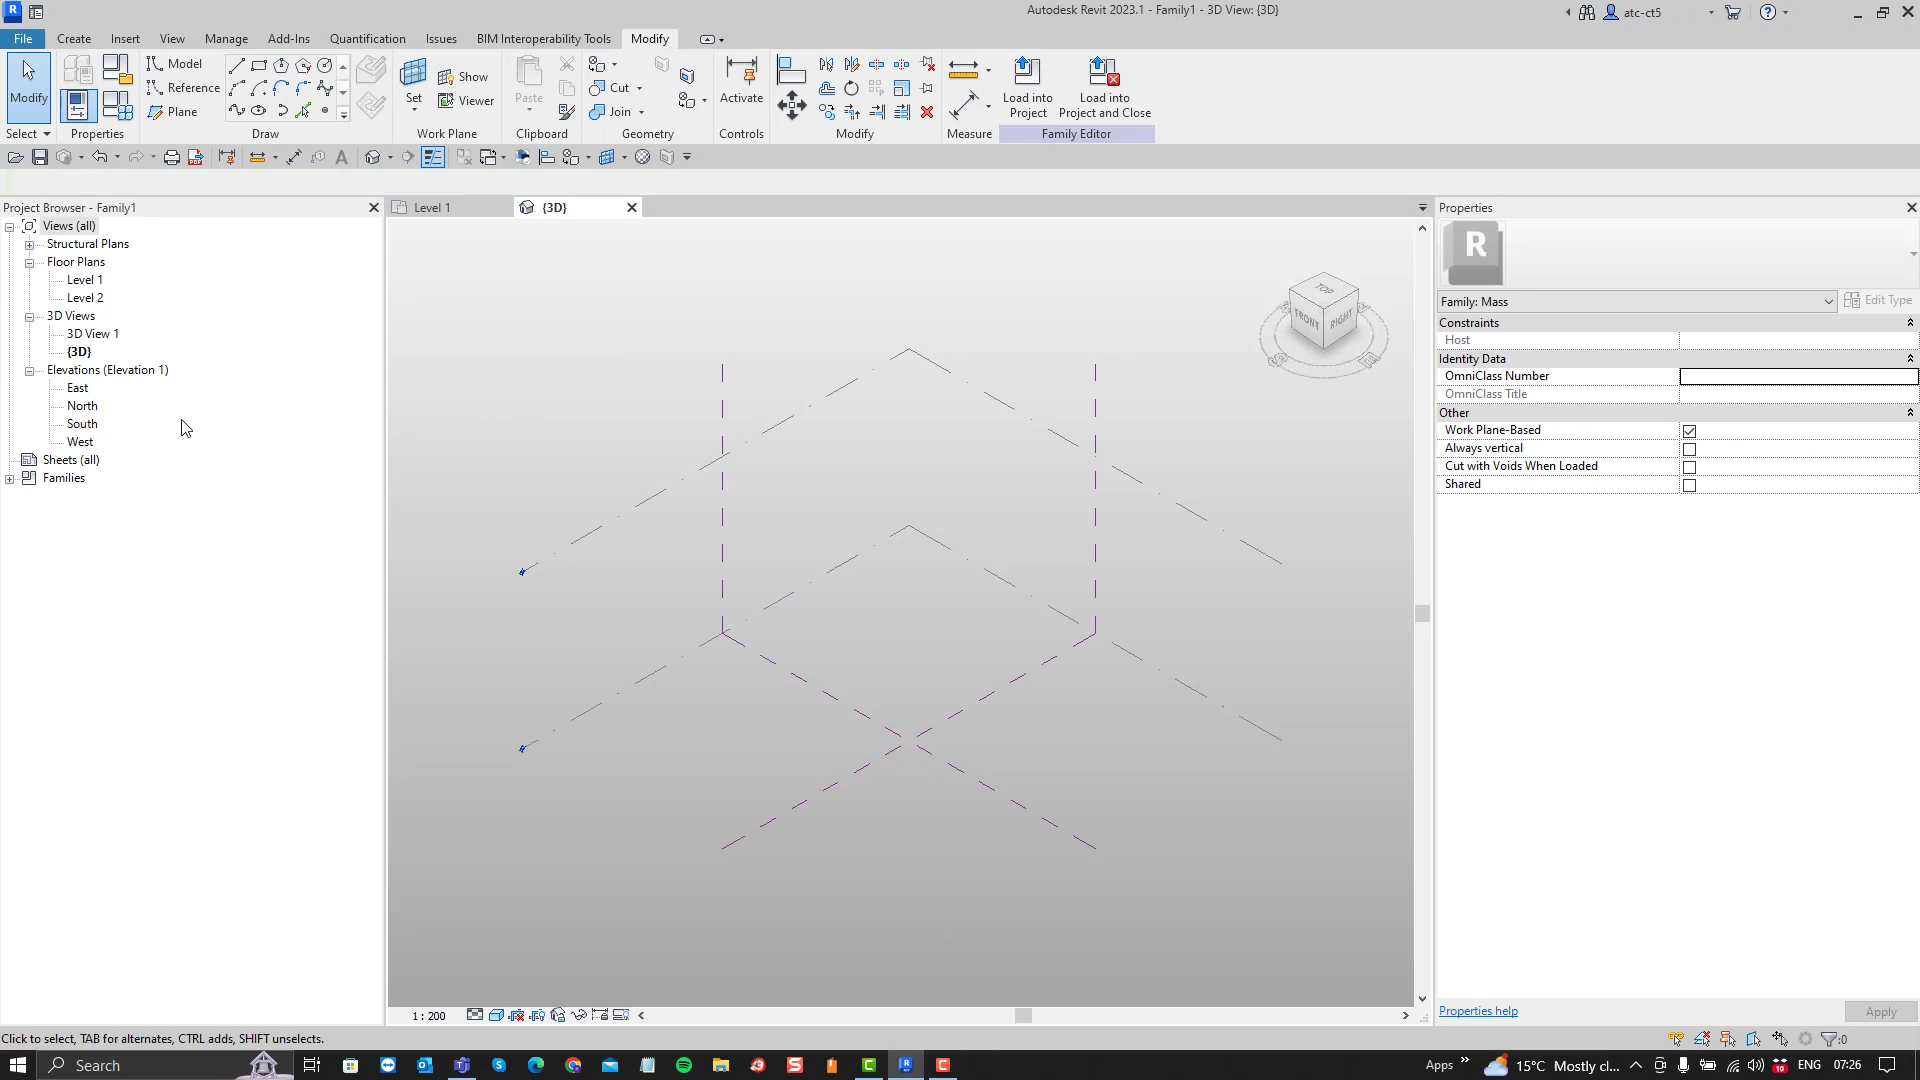 Autodesk Revit 2023.1 - Family1 - 3D View: {3D}
atc-ct5
File Create Insert View Manage Add-Ins Quantification Issues BIM Interoperability Tools Modify
Modify
Select
Properties
Model
Reference
Plane
Draw
Set
Show
Viewer
Work Plane
Paste
Clipboard
Cut
Join
Geometry
Activate
Controls
Modify
Measure
Load into
Project
Load into
Project and Close
Family Editor
Project Browser - Family1
Views (all)
Structural Plans
Floor Plans
Level 1
Level 2
3D Views
3D View 1
{3D}
Elevations (Elevation 1)
East
North
South
West
Sheets (all)
Families
Level 1
{3D}
TOP
FRONT
RIGHT
S
E
1 : 200
Properties
R
Family: Mass
Edit Type
Constraints
Host
Identity Data
OmniClass Number
OmniClass Title
Other
Work Plane-Based
Always vertical
Cut with Voids When Loaded
Shared
Properties help
Apply
Click to select, TAB for alternates, CTRL adds, SHIFT unselects.
:0
Search
Apps
15°C Mostly cl...
10
ENG
07:26